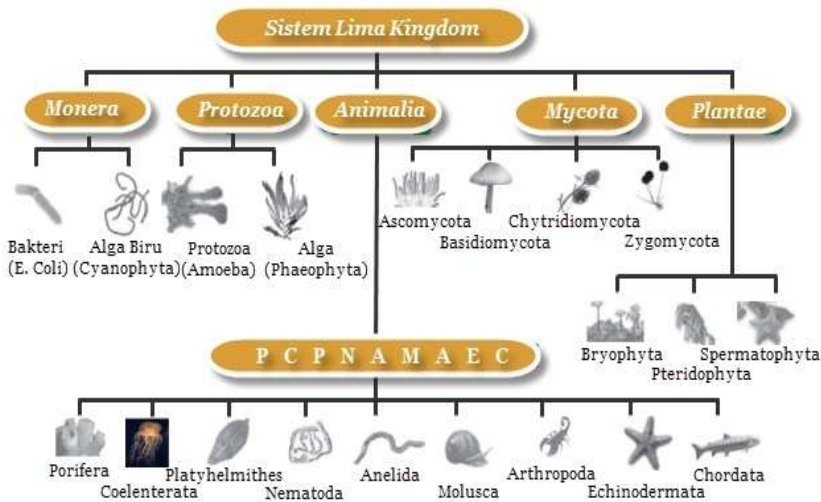 Sistem Lima Kingdom
Monera
Protozoa
Animalia
Mycota
Plantae
Bakteri
(E. Coli)
Alga Biru
(Cyanophyta)
Protozoa
(Amoeba)
Alga
(Phaeophyta)
Ascomycota
Basidiomycota
Chytridiomycota
Zygomycota
Bryophyta
Pteridophyta
Spermatophyta
P C P N A M A E C
Porifera
Coelenterata
Platyhelmithes
Nematoda
Anelida
Molusca
Arthropoda
Echinodermata
Chordata